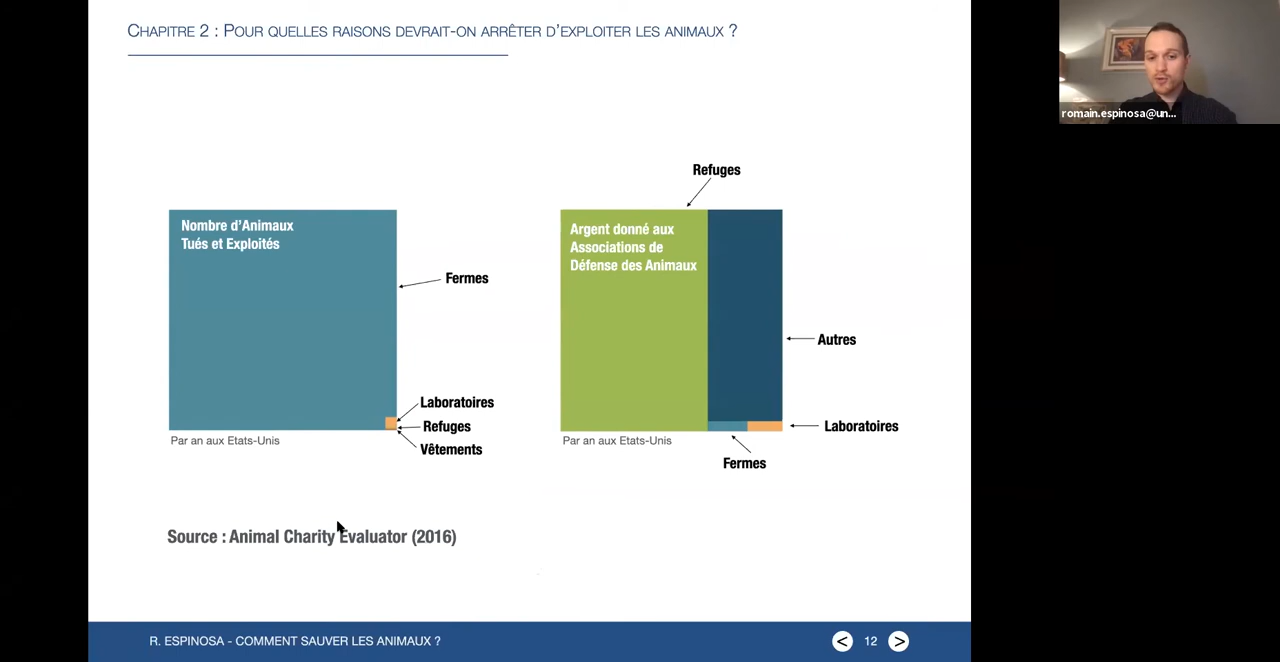 CHAPITRE 2 : POUR QUELLES RAISONS DEVRAIT-ON ARRÊTER D'EXPLOITER LES ANIMAUX ?
romain.espinosa@un...
Nombre d'Animaux
Tués et Exploités
Fermes
Laboratoires
Refuges
Vêtements
Par an aux Etats-Unis
Refuges
Argent donné aux
Associations de
Défense des Animaux
Autres
Laboratoires
Fermes
Par an aux Etats-Unis
Source : Animal Charity Evaluator (2016)
R. ESPINOSA - COMMENT SAUVER LES ANIMAUX ?
< 12 >